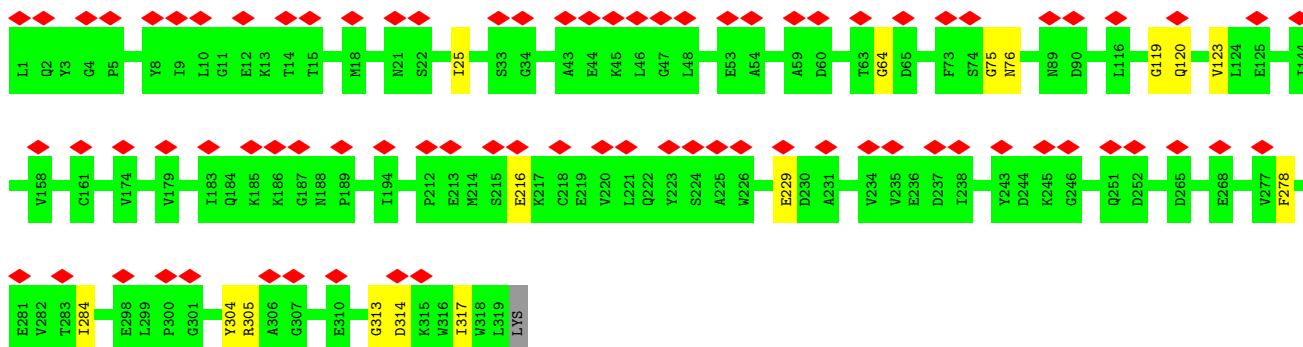 L1 Q2 Y3 G4 P5 Y8 I9 L10 G11 E12 K13 T14 T15 M18 N21 S22 I25 S33 G34 A43 E44 K45 L46 G47 L48 E53 A54 A59 D60 T63 G64 D65 F73 S74 G75 N76 N89 D90 L116 G119 Q120 V123 L124 E125 I144
V158 C161 V174 V179 I183 Q184 K185 K186 G187 N188 P189 I194 P212 E213 M214 S215 E216 K217 C218 E219 V220 L221 Q222 Y223 S224 A225 W226 E229 D230 A231 V234 V235 E236 D237 I238 Y243 D244 K245 G246 Q251 D252 D265 E268 V277 F278
E281 V282 T283 I284 E298 L299 P300 G301 Y304 R305 A306 G307 E310 G313 D314 K315 W316 I317 W318 L319 LYS